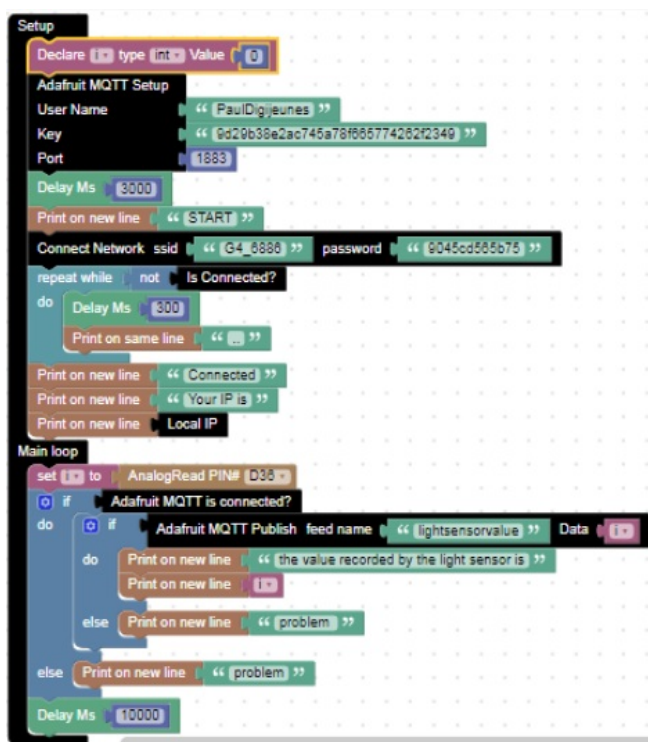 Setup
Declare i type int Value 0
Adafruit MQTT Setup
User Name “ PaulDigijeunes ”
Key “ 9d29b38e2ac745a78f665774262f2349 ”
Port 1883
Delay Ms 3000
Print on new line “ START ”
Connect Network ssid “ G4_6886 ” password “ 9045cd565b75 ”
repeat while not Is Connected?
do Delay Ms 300
Print on same line “ .. ”
Print on new line “ Connected ”
Print on new line “ Your IP is ”
Print on new line Local IP
Main loop
set i to AnalogRead PIN# D36
if Adafruit MQTT is connected?
do if Adafruit MQTT Publish feed name “ lightsensorvalue ” Data i
do Print on new line “ the value recorded by the light sensor is ”
Print on new line i
else Print on new line “ problem ”
else Print on new line “ problem ”
Delay Ms 10000